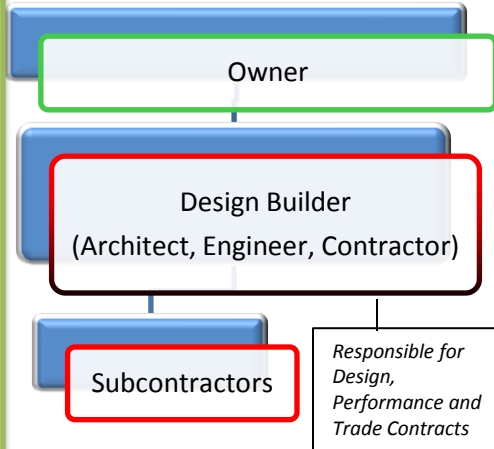 Owner
Design Builder
(Architect, Engineer, Contractor)
Subcontractors
Responsible for
Design,
Performance and
Trade Contracts